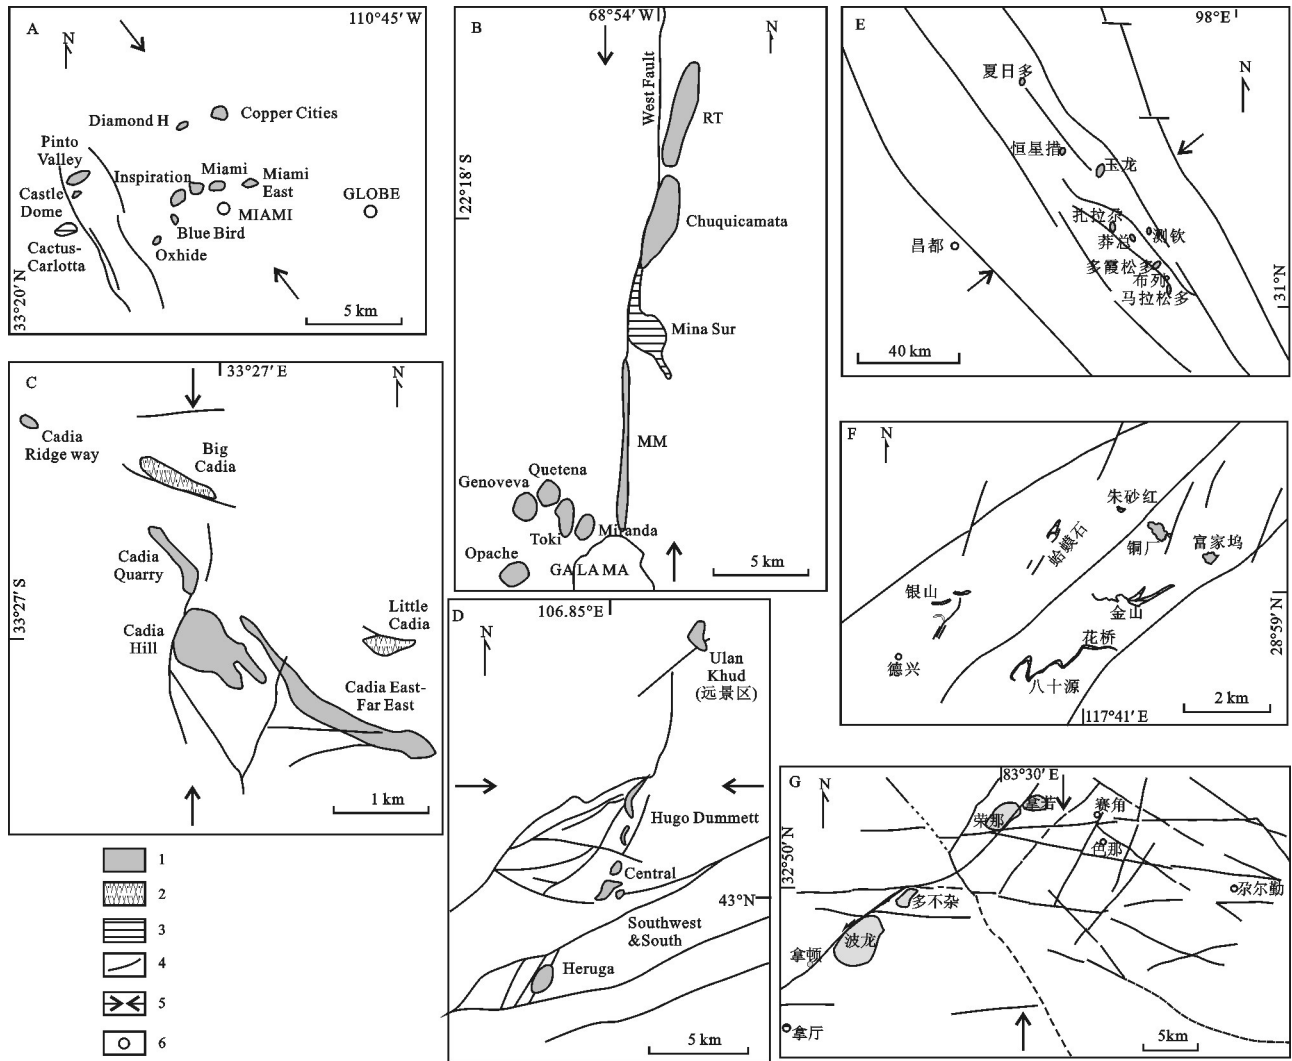 A
110°45′ W
N
Diamond H
Copper Cities
Pinto
Valley
Inspiration
Miami
Miami
East
GLOBE
Castle
Dome
MIAMI
Blue Bird
Cactus-
Carlotta
Oxhide
33°20′ N
5 km
B
68°54′ W
N
West Fault
RT
22°18′ S
Chuquicamata
Mina Sur
MM
Quetena
Genoveva
Toki
Miranda
Opache
GALAMA
5 km
C
33°27′ E
N
Cadia
Ridge way
Big
Cadia
Cadia
Quarry
33°27′ S
Cadia
Hill
Little
Cadia
Cadia East-
Far East
1 km
D
106.85°E
N
Ulan
Khud
(远景区)
Hugo Dummett
Central
43°N
Southwest
&South
Heruga
5 km
E
98°E
N
夏日多
恒星措
玉龙
扎拉尕
莽总
测钦
昌都
多霞松多
布列
马拉松多
31°N
40 km
F
N
朱砂红
蛤蟆石
铜厂
富家坞
银山
金山
花桥
德兴
八十源
28°59′ N
2 km
117°41′ E
G
N
83°30′ E
拿若
荣那
赛角
色那
32°50′ N
尕尔勤
多不杂
波龙
拿顿
拿厅
5km
1
2
3
4
5
6